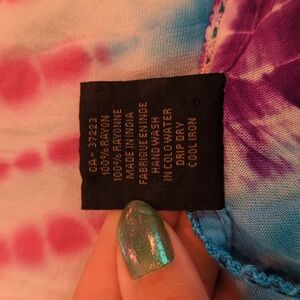 CA- 37223
100% RAYON
100% RAYONNE
MADE IN INDIA
FABRIQUE EN INDE
HAND WASH
IN COLD WATER
DRIP DRY
COOL IRON